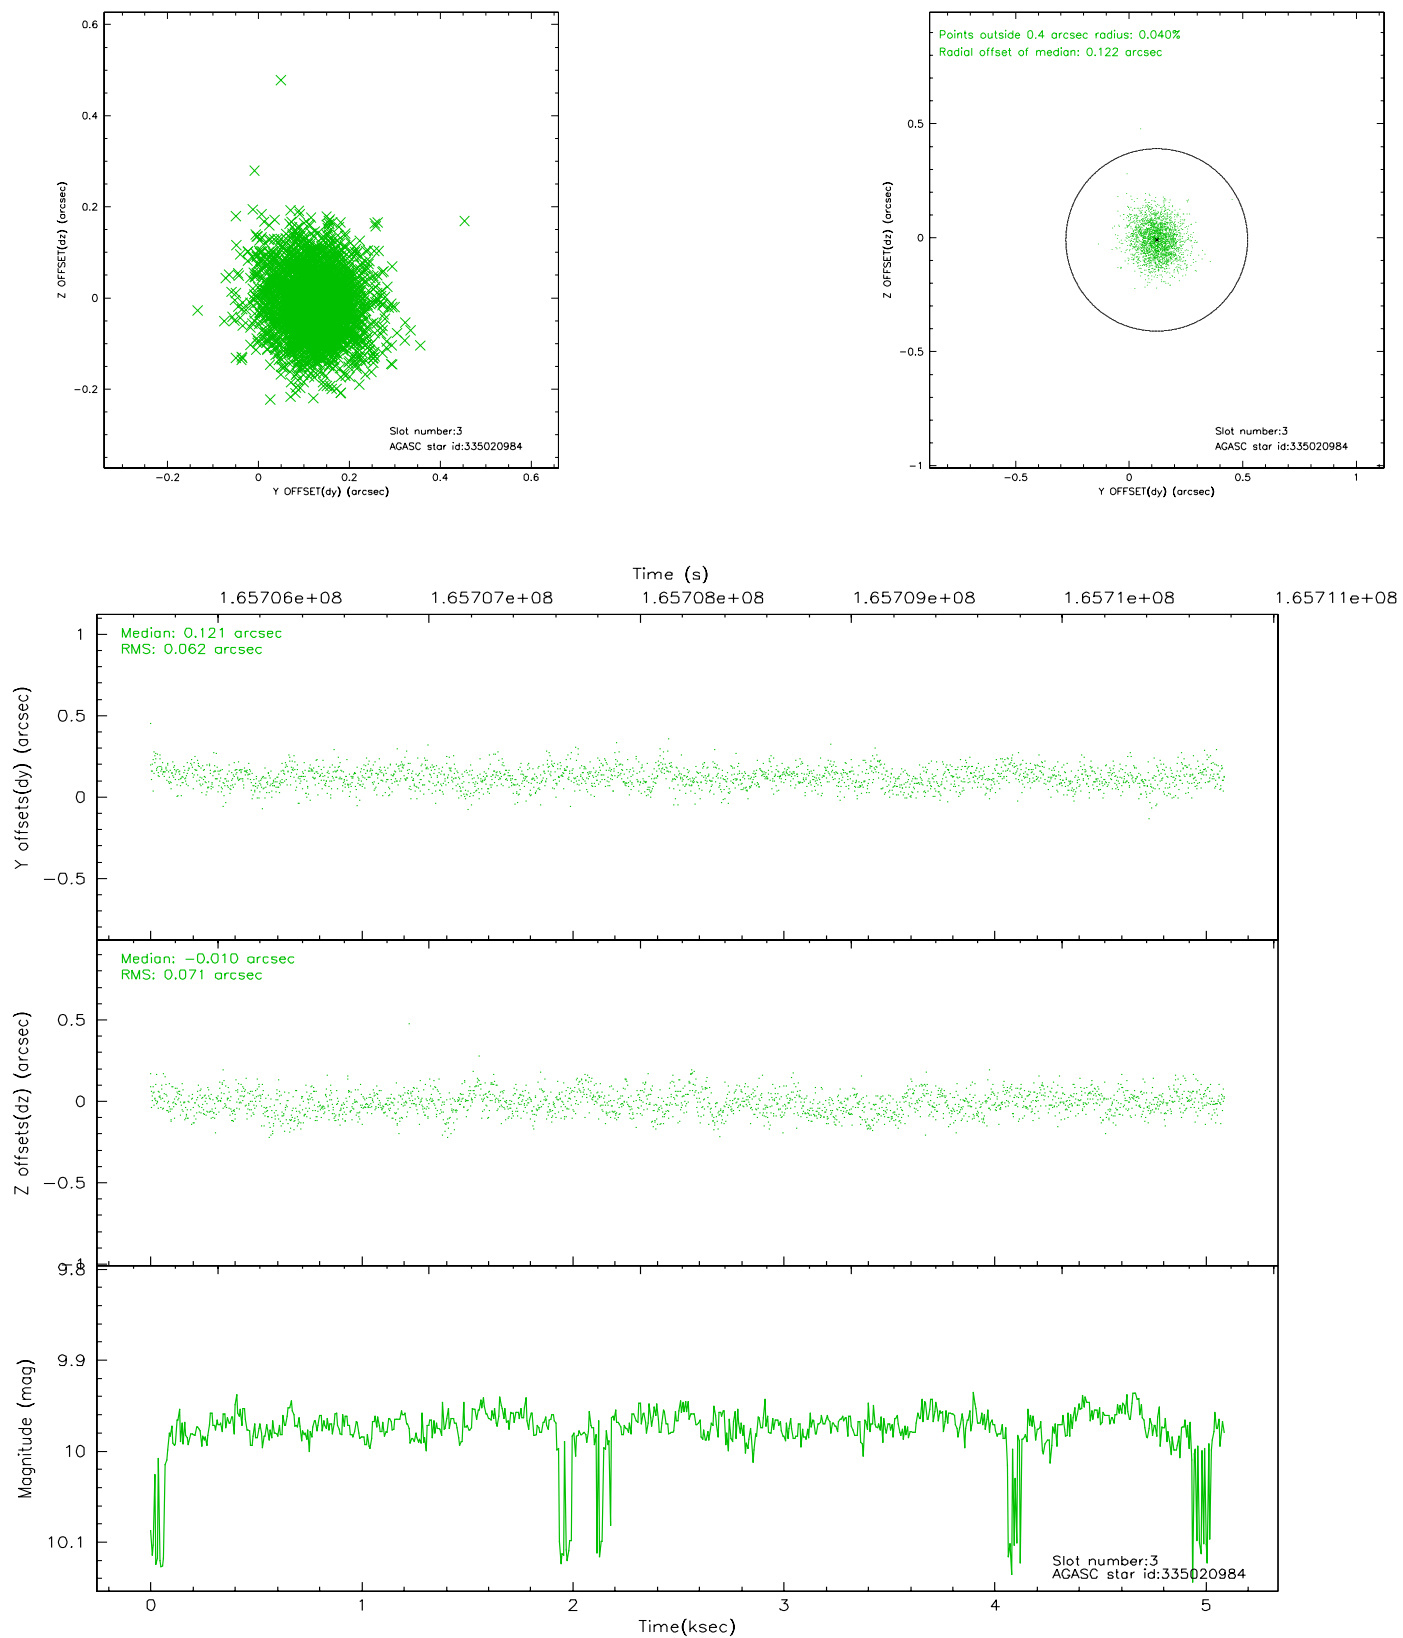 0.6
0.4
0.2
0
−0.2
Z OFFSET(dz) (arcsec)
Slot number:3
AGASC star id:335020984
−0.2 0 0.2 0.4 0.6
Y OFFSET(dy) (arcsec)
Points outside 0.4 arcsec radius: 0.040%
Radial offset of median: 0.122 arcsec
0.5
0
−0.5
−1
Z OFFSET(dz) (arcsec)
Slot number:3
AGASC star id:335020984
−0.5 0 0.5 1
Y OFFSET(dy) (arcsec)
Time (s)
1.65706e+08 1.65707e+08 1.65708e+08 1.65709e+08 1.6571e+08 1.65711e+08
Median: 0.121 arcsec
RMS: 0.062 arcsec
1
0.5
0
−0.5
Y offsets(dy) (arcsec)
Median: −0.010 arcsec
RMS: 0.071 arcsec
0.5
0
−0.5
−1
Z offsets(dz) (arcsec)
9.8
9.9
10
10.1
Magnitude (mag)
Slot number:3
AGASC star id:335020984
0 1 2 3 4 5
Time(ksec)